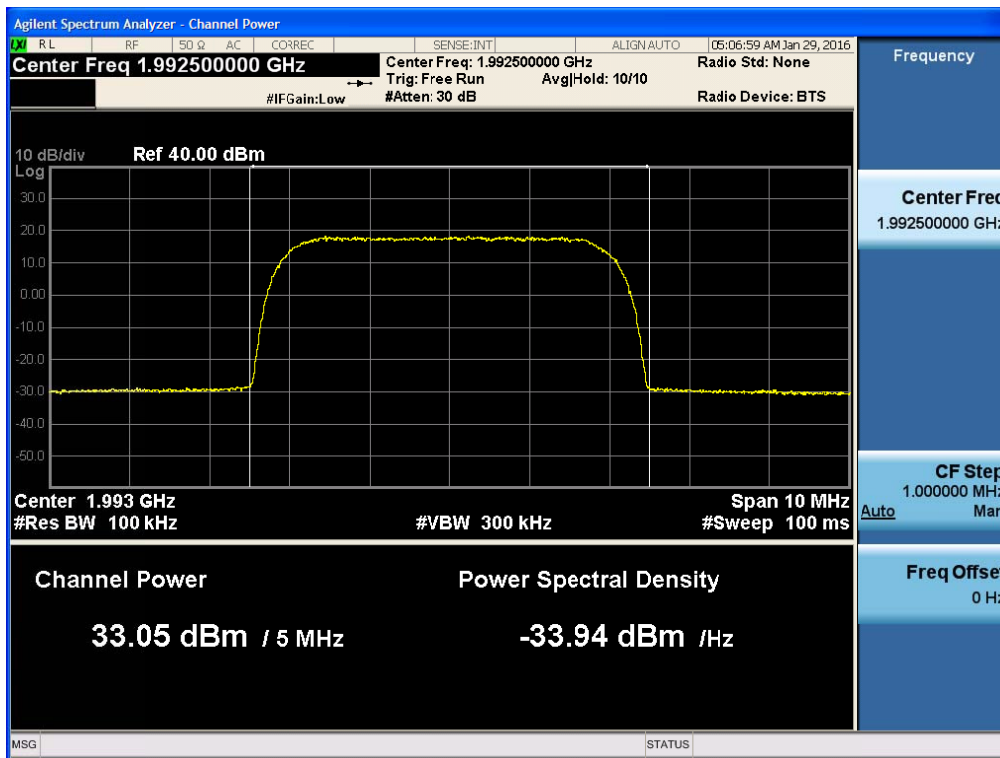 Agilent Spectrum Analyzer - Channel Power
LXI RL RF 50 Ω AC CORREC SENSE:INT ALIGN AUTO 05:06:59 AM Jan 29, 2016
Center Freq 1.992500000 GHz
Center Freq: 1.992500000 GHz Radio Std: None
Trig: Free Run Avg|Hold: 10/10
#IFGain:Low #Atten: 30 dB Radio Device: BTS
10 dB/div Ref 40.00 dBm
Log
30.0
20.0
10.0
0.00
-10.0
-20.0
-30.0
-40.0
-50.0
Center 1.993 GHz Span 10 MHz
#Res BW 100 kHz #VBW 300 kHz #Sweep 100 ms
Channel Power Power Spectral Density
33.05 dBm / 5 MHz -33.94 dBm /Hz
MSG STATUS
Frequency
Center Freq
1.992500000 GHz
CF Step
1.000000 MHz
Auto Man
Freq Offset
0 Hz